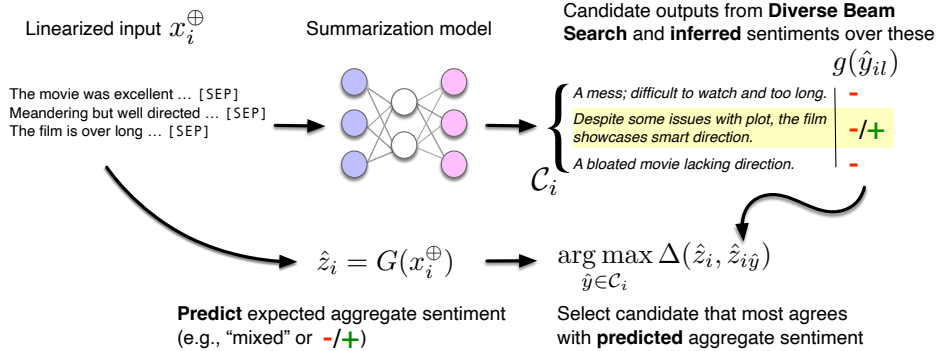 Linearized input $x_i^{\oplus}$
The movie was excellent … [SEP]
Meandering but well directed … [SEP]
The film is over long … [SEP]
Summarization model
Candidate outputs from Diverse Beam
Search and inferred sentiments over these
$g(\hat{y}_{il})$
A mess; difficult to watch and too long. -
Despite some issues with plot, the film
showcases smart direction. -/+
A bloated movie lacking direction. -
$\mathcal{C}_i$
$\hat{z}_i = G(x_i^{\oplus})$
Predict expected aggregate sentiment
(e.g., “mixed” or -/+)
$\underset{\hat{y} \in \mathcal{C}_i}{\arg\max} \Delta(\hat{z}_i, \hat{z}_{i\hat{y}})$
Select candidate that most agrees
with predicted aggregate sentiment